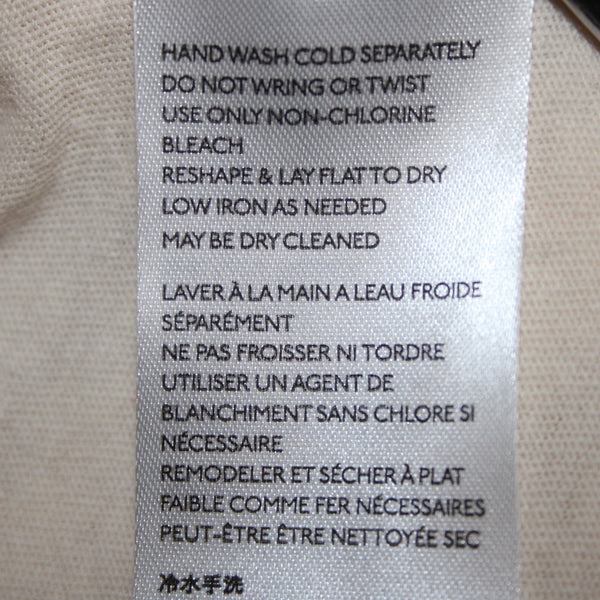 HAND WASH COLD SEPARATELY
DO NOT WRING OR TWIST
USE ONLY NON-CHLORINE
BLEACH
RESHAPE & LAY FLAT TO DRY
LOW IRON AS NEEDED
MAY BE DRY CLEANED
LAVER À LA MAIN A LEAU FROIDE
SÉPARÉMENT
NE PAS FROISSER NI TORDRE
UTILISER UN AGENT DE
BLANCHIMENT SANS CHLORE SI
NÉCESSAIRE
REMODELER ET SÉCHER À PLAT
FAIBLE COMME FER NÉCESSAIRES
PEUT-ÊTRE ÊTRE NETTOYÉE SEC
冷水手洗